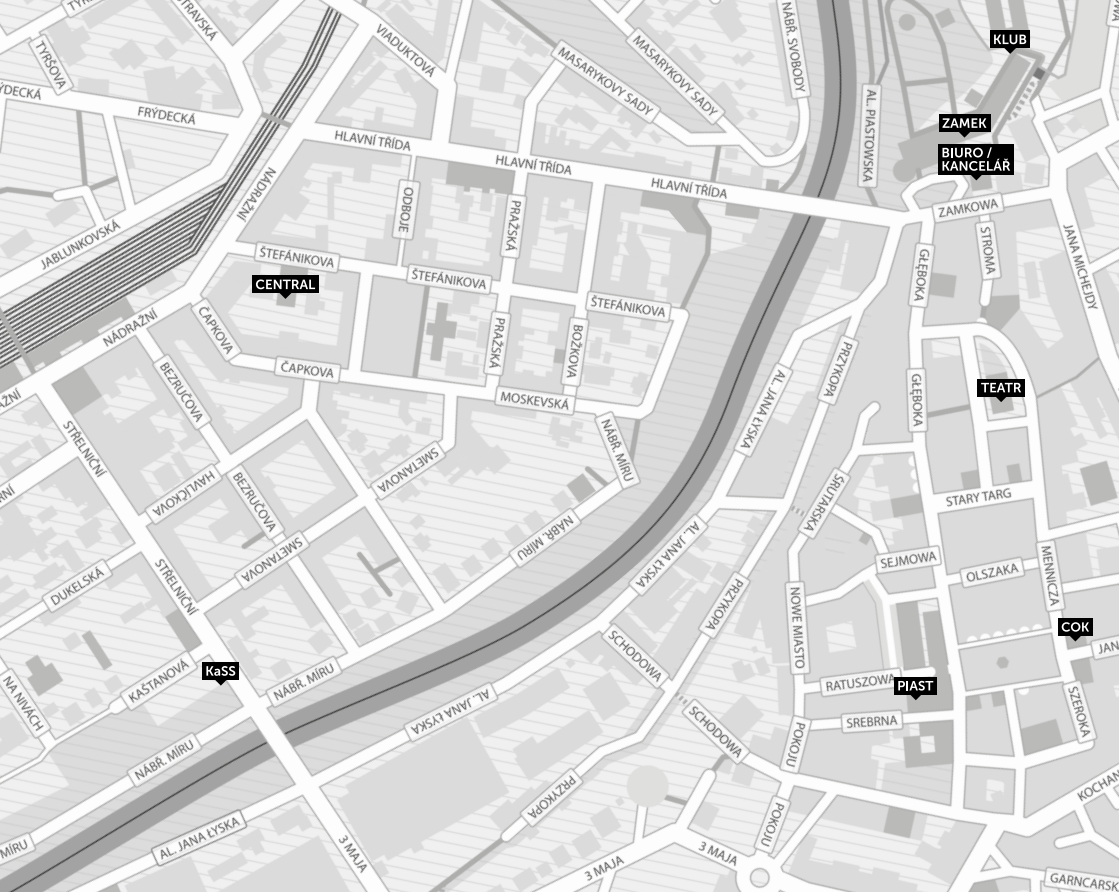 TYRŠOVA
VIADUKTOVÁ
MASARYKOVY SADY
MASARYKOVY SADY
NÁBŘ. SVOBODY
KLUB
FRÝDECKÁ
HLAVNÍ TŘÍDA
HLAVNÍ TŘÍDA
HLAVNÍ TŘÍDA
AL. PIASTOWSKA
ZAMEK
BIURO /
KANCELÁŘ
ZAMKOWA
NÁDRAŽNÍ
ODBOJE
PRAŽSKÁ
JABLUNKOVSKÁ
ŠTEFÁNIKOVA
ŠTEFÁNIKOVA
ŠTEFÁNIKOVA
CENTRAL
GŁĘBOKA
STROMA
JANA MICHEJDY
NÁDRAŽNÍ
ČAPKOVA
ČAPKOVA
PRAŽSKÁ
BOŽKOVA
MOSKEVSKÁ
AL. JANA ŁYSKA
PRZYKOPA
GŁĘBOKA
TEATR
BEZRUČOVA
STŘELNIČNÍ
HAVLÍČKOVA
BEZRUČOVA
SMETANOVA
NÁBŘ. MÍRU
NÁBŘ. MÍRU
SMETANOVA
DUKELSKÁ
STŘELNIČNÍ
ŚRUTARSKA
STARY TARG
SEJMOWA
OLSZAKA
MENNICZA
AL. JANA ŁYSKA
PRZYKOPA
NOWE MIASTO
COK
KaSS
KAŠTANOVÁ
NA NIVÁCH
NÁBŘ. MÍRU
NÁBŘ. MÍRU
SCHODOWA
SCHODOWA
AL. JANA ŁYSKA
RATUSZOWA
PIAST
SREBRNA
SZEROKA
POKOJU
POKOJU
PRZYKOPA
AL. JANA ŁYSKA
3 MAJA
3 MAJA
3 MAJA